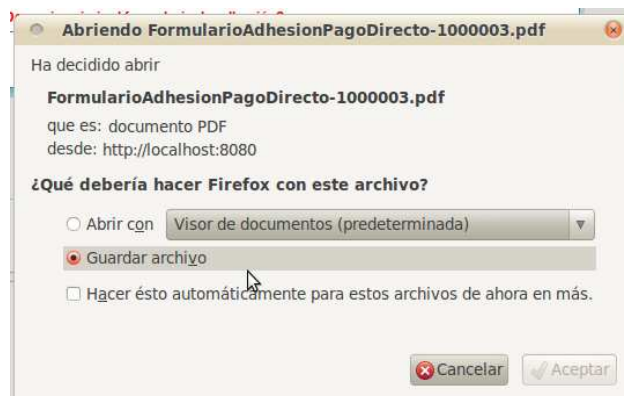 Abriendo FormularioAdhesionPagoDirecto-1000003.pdf
Ha decidido abrir
FormularioAdhesionPagoDirecto-1000003.pdf
que es: documento PDF
desde: http://localhost:8080
¿Qué debería hacer Firefox con este archivo?
Abrir con Visor de documentos (predeterminada)
Guardar archivo
Hacer ésto automáticamente para estos archivos de ahora en más.
Cancelar Aceptar